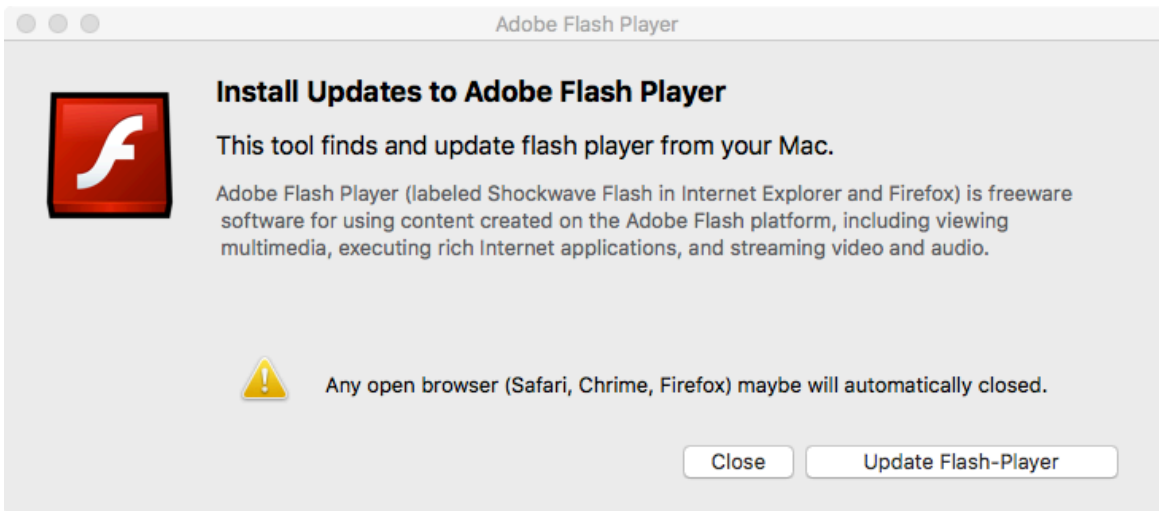 Adobe Flash Player
Install Updates to Adobe Flash Player
This tool finds and update flash player from your Mac.
Adobe Flash Player (labeled Shockwave Flash in Internet Explorer and Firefox) is freeware
software for using content created on the Adobe Flash platform, including viewing
multimedia, executing rich Internet applications, and streaming video and audio.
Any open browser (Safari, Chrime, Firefox) maybe will automatically closed.
Close
Update Flash-Player